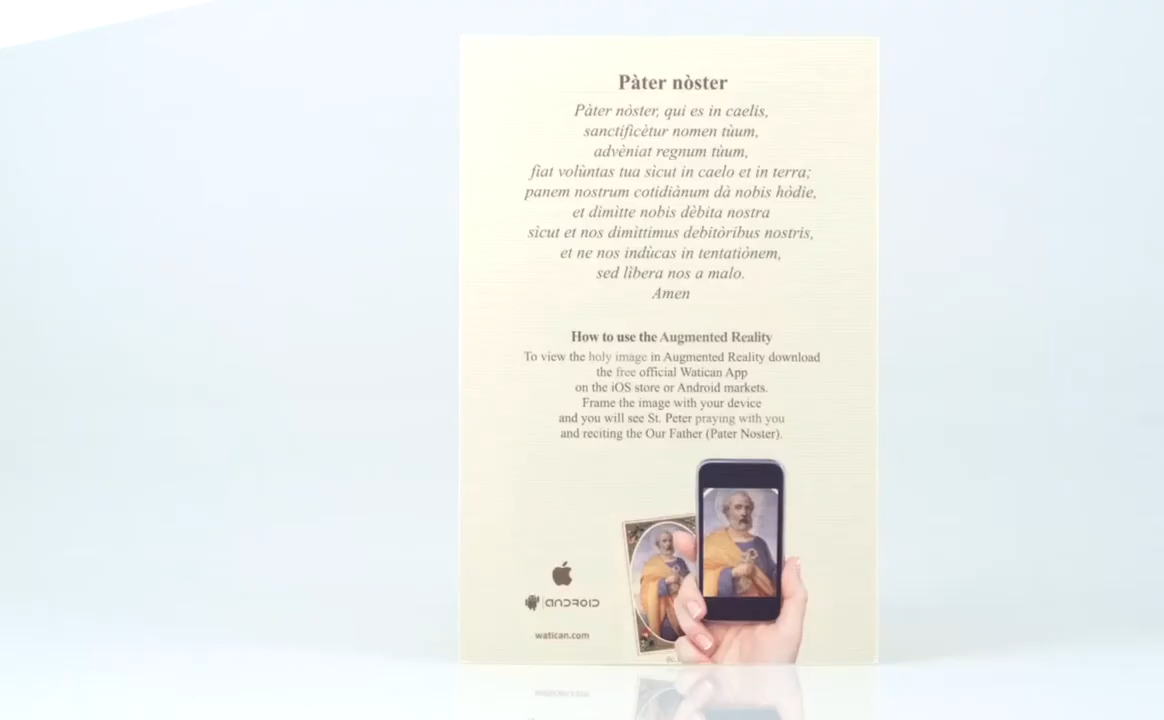 Pàter nòster
Pàter nòster, qui es in caelis,
sanctificètur nomen tùum,
advèniat regnum tùum,
fìat volùntas tua sìcut in caelo et in terra;
panem nostrum cotidiànum dà nobis hòdie,
et dimìtte nobis dèbita nostra
sìcut et nos dimìttimus debitòribus nostris,
et ne nos indùcas in tentatiònem,
sed lìbera nos a malo.
Amen
How to use the Augmented Reality
To view the holy image in Augmented Reality download
the free official Watican App
on the iOS store or Android markets.
Frame the image with your device
and you will see St. Peter praying with you
and reciting the Our Father (Pater Noster).
ANDROID
watican.com